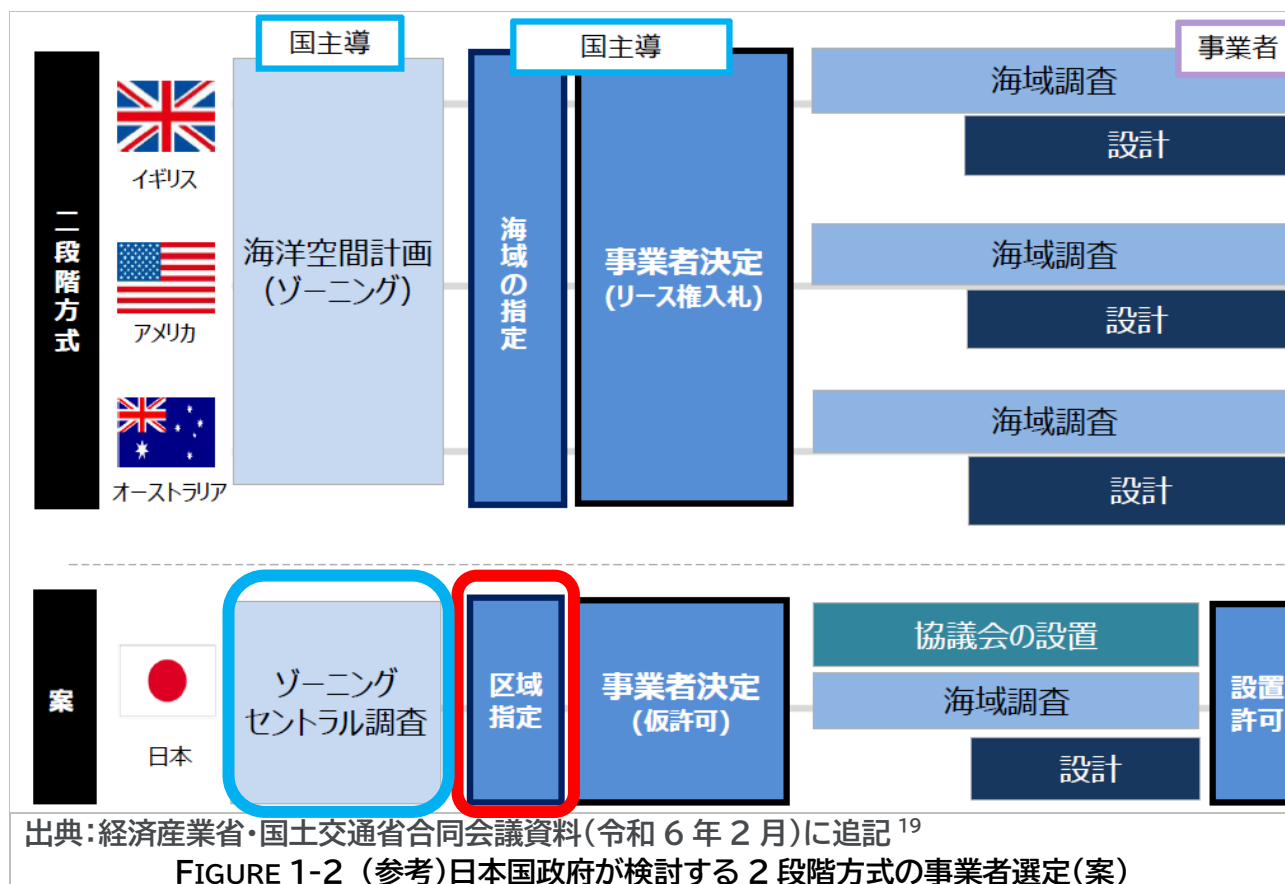 国主導
国主導
事業者
二段階方式
イギリス
アメリカ
オーストラリア
海洋空間計画
(ゾーニング)
海域の指定
事業者決定
(リース権入札)
海域調査
設計
海域調査
設計
海域調査
設計
案
日本
ゾーニング
セントラル調査
区域
指定
事業者決定
(仮許可)
協議会の設置
海域調査
設計
設置
許可
出典:経済産業省・国土交通省合同会議資料(令和 6 年 2 月)に追記 19
FIGURE 1-2 (参考)日本国政府が検討する 2 段階方式の事業者選定(案)